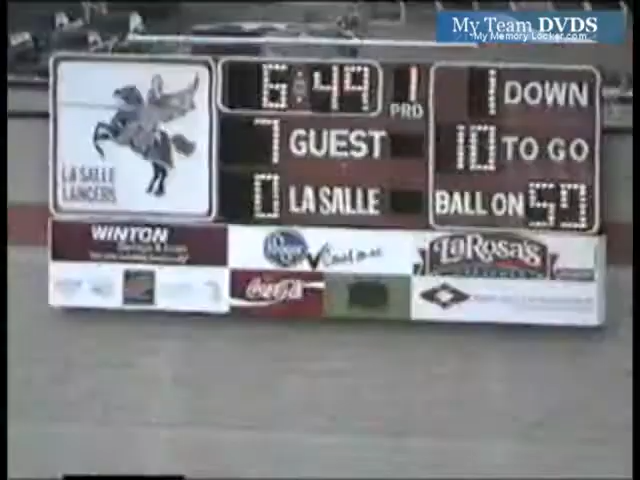 My Team DVDS
My Memory Locker.com
6:49 1
PRD
1 DOWN
7 GUEST
10 TO GO
0 LA SALLE
BALL ON
LA SALLE
LANCERS
WINTON
Kroger
LAROSA'S
Coca-Cola